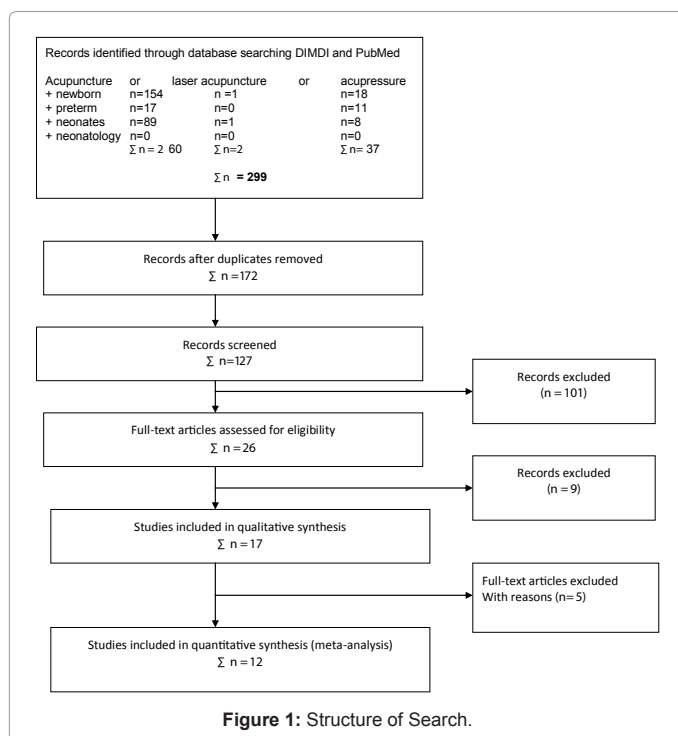 Records identified through database searching DIMDI and PubMed
Acupuncture or laser acupuncture or acupressure
+ newborn n=154 n =1 n=18
+ preterm n=17 n=0 n=11
+ neonates n=89 n=1 n=8
+ neonatology n=0 n=0 n=0
∑ n = 2 60 ∑n=2 ∑n= 37
∑ n = 299
Records after duplicates removed
∑ n =172
Records screened
∑ n=127
Records excluded
(n = 101)
Full-text articles assessed for eligibility
∑ n = 26
Records excluded
(n = 9)
Studies included in qualitative synthesis
∑ n = 17
Full-text articles excluded
With reasons (n= 5)
Studies included in quantitative synthesis (meta-analysis)
∑ n = 12
Figure 1: Structure of Search.